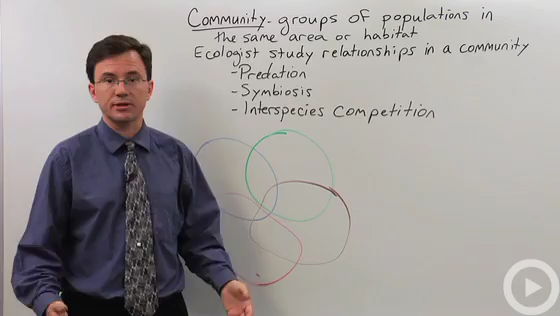 Community- groups of populations in
the same area or habitat
Ecologist study relationships in a community
-Predation
-Symbiosis
-Interspecies competition